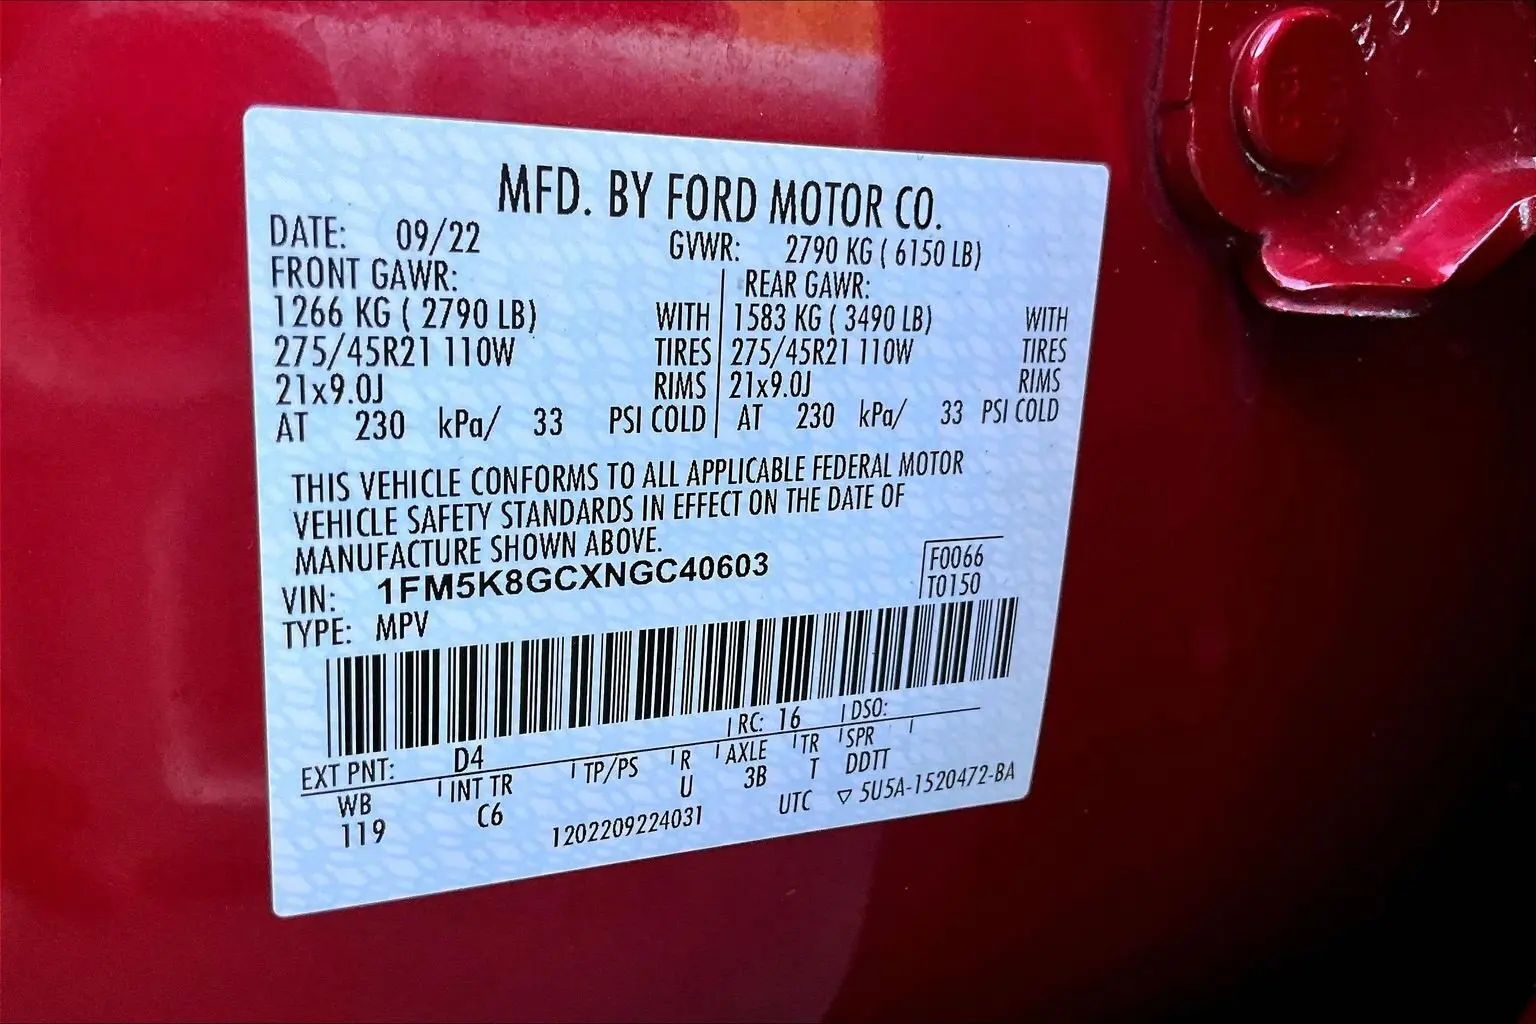 MFD. BY FORD MOTOR CO.
DATE: 09/22 GVWR: 2790 KG ( 6150 LB)
FRONT GAWR: REAR GAWR:
1266 KG ( 2790 LB) WITH 1583 KG ( 3490 LB) WITH
275/45R21 110W TIRES 275/45R21 110W TIRES
21x9.0J RIMS 21x9.0J RIMS
AT 230 kPa/ 33 PSI COLD AT 230 kPa/ 33 PSI COLD
THIS VEHICLE CONFORMS TO ALL APPLICABLE FEDERAL MOTOR
VEHICLE SAFETY STANDARDS IN EFFECT ON THE DATE OF
MANUFACTURE SHOWN ABOVE.
VIN: 1FM5K8GCXNGC40603 F0066
TYPE: MPV T0150
EXT PNT: D4 RC: 16 DSO:
WB INT TR TP/PS R AXLE TR SPR
119 C6 U 3B T DDTT
1202209224031 UTC ▽ 5U5A-1520472-BA